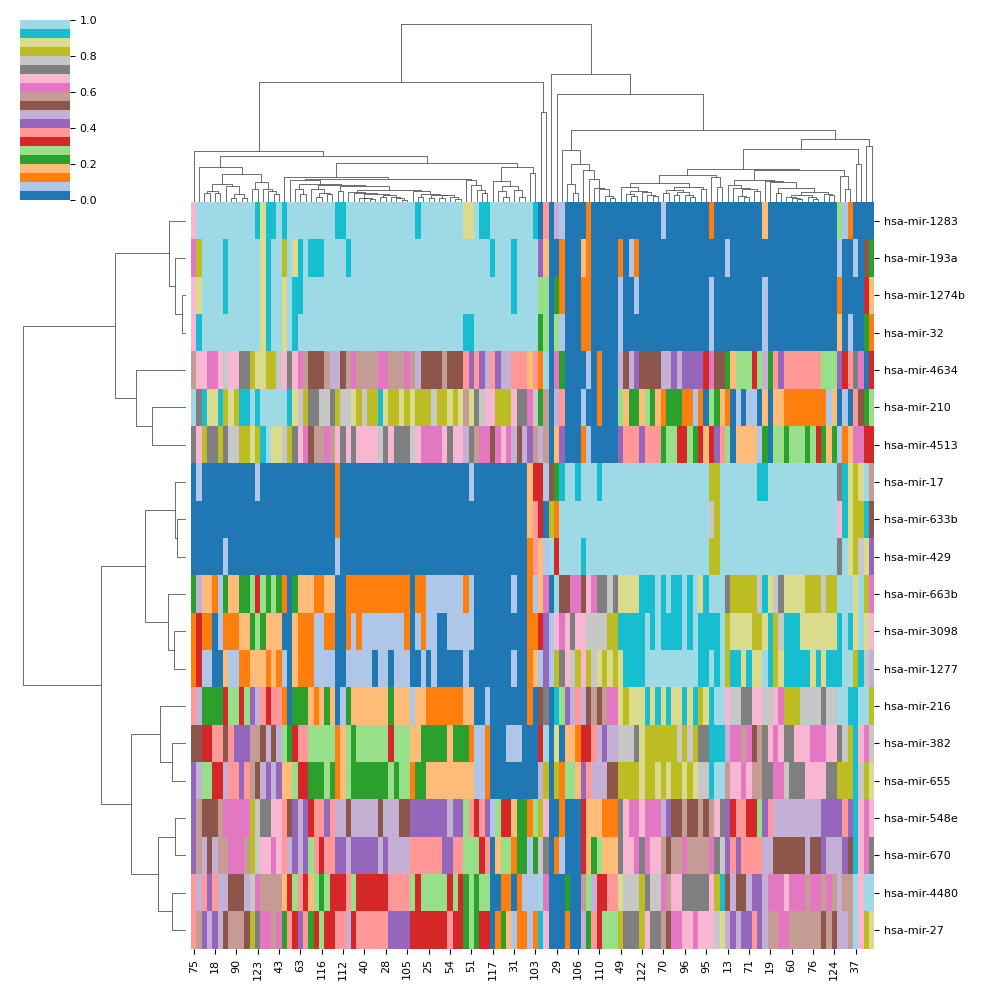 1.0
0.8
0.6
0.4
0.2
0.0
hsa-mir-1283
hsa-mir-193a
hsa-mir-1274b
hsa-mir-32
hsa-mir-4634
hsa-mir-210
hsa-mir-4513
hsa-mir-17
hsa-mir-633b
hsa-mir-429
hsa-mir-663b
hsa-mir-3098
hsa-mir-1277
hsa-mir-216
hsa-mir-382
hsa-mir-655
hsa-mir-548e
hsa-mir-670
hsa-mir-4480
hsa-mir-27
75 18 90 123 43 63 116 112 40 28 105 25 54 51 117 31 103 29 106 110 49 122 70 96 95 13 71 19 60 76 124 37